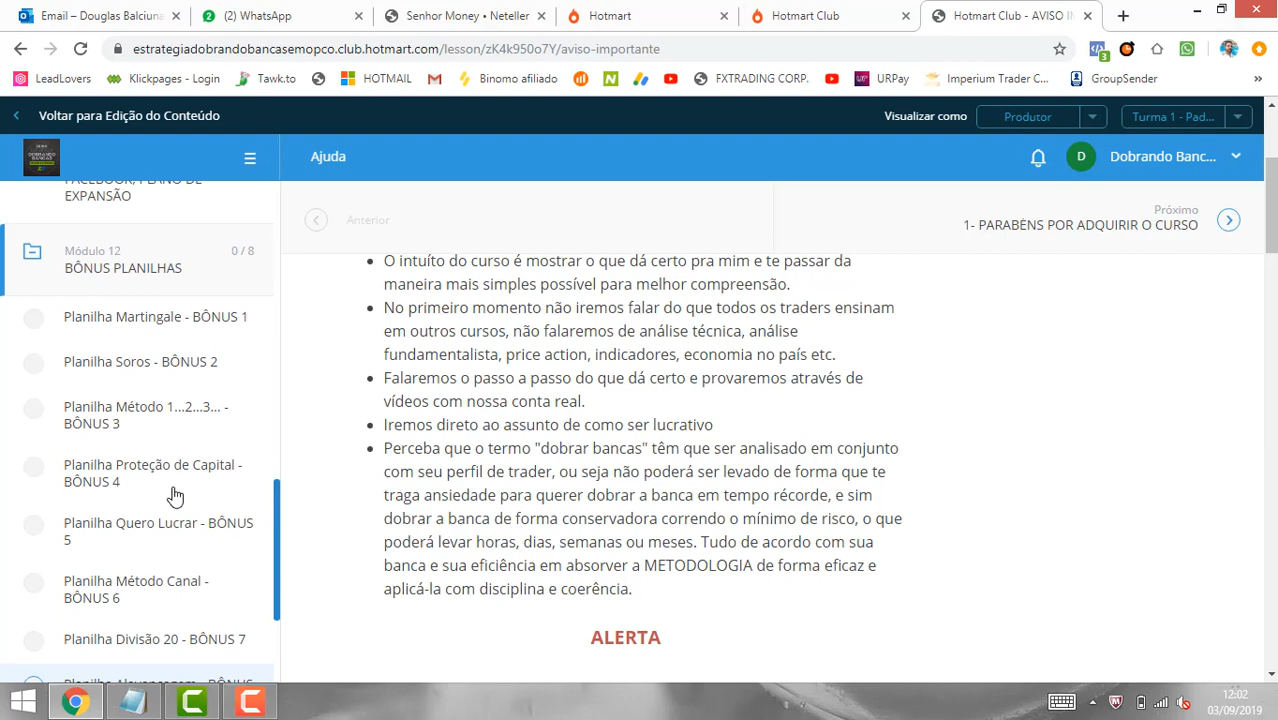 Email – Douglas Balciuna
(2) WhatsApp
Senhor Money • Neteller
Hotmart
Hotmart Club
Hotmart Club - AVISO I
estrategiadobrandobancasemopco.club.hotmart.com/lesson/zK4k950o7Y/aviso-importante
3
LeadLovers
Klickpages - Login
Tawk.to
HOTMAIL
Binomo afiliado
FXTRADING CORP.
URPay
Imperium Trader C...
GroupSender
»
Voltar para Edição do Conteúdo
Visualizar como
Produtor
Turma 1 - Pad...
Ajuda
D
Dobrando Banc...
FACEBOOK, PLANO DE
EXPANSÃO
Módulo 12
0 / 8
BÔNUS PLANILHAS
Planilha Martingale - BÔNUS 1
Planilha Soros - BÔNUS 2
Planilha Método 1...2...3... -
BÔNUS 3
Planilha Proteção de Capital -
BÔNUS 4
Planilha Quero Lucrar - BÔNUS
5
Planilha Método Canal -
BÔNUS 6
Planilha Divisão 20 - BÔNUS 7
Planilha Alavancagem - BÔNUS
Anterior
Próximo
1- PARABÉNS POR ADQUIRIR O CURSO
• O intuíto do curso é mostrar o que dá certo pra mim e te passar da
maneira mais simples possível para melhor compreensão.
• No primeiro momento não iremos falar do que todos os traders ensinam
em outros cursos, não falaremos de análise técnica, análise
fundamentalista, price action, indicadores, economia no país etc.
• Falaremos o passo a passo do que dá certo e provaremos através de
vídeos com nossa conta real.
• Iremos direto ao assunto de como ser lucrativo
• Perceba que o termo "dobrar bancas" têm que ser analisado em conjunto
com seu perfil de trader, ou seja não poderá ser levado de forma que te
traga ansiedade para querer dobrar a banca em tempo récorde, e sim
dobrar a banca de forma conservadora correndo o mínimo de risco, o que
poderá levar horas, dias, semanas ou meses. Tudo de acordo com sua
banca e sua eficiência em absorver a METODOLOGIA de forma eficaz e
aplicá-la com disciplina e coerência.
ALERTA
12:02
03/09/2019